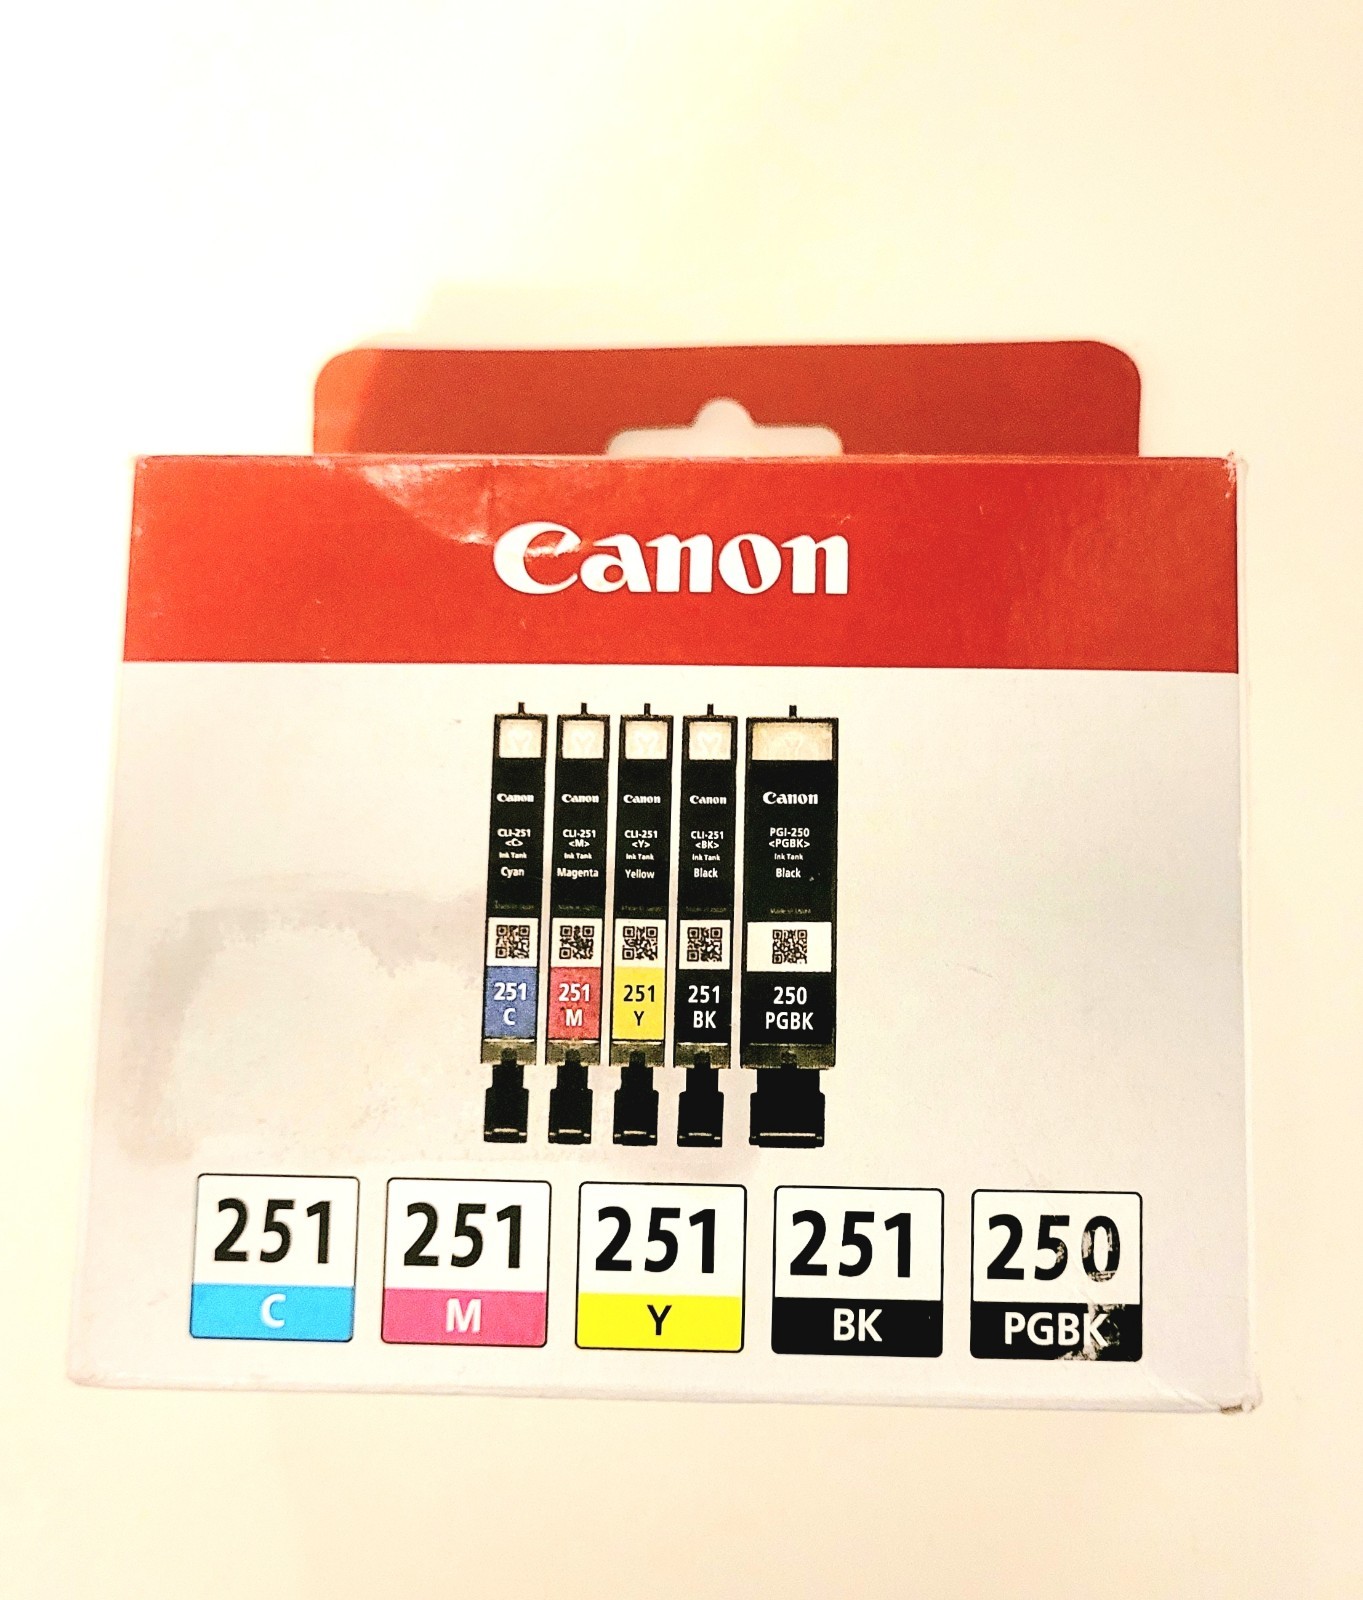 Canon
Canon
CLI-251
<C>
Ink Tank
Cyan
251
C
Canon
CLI-251
<M>
Ink Tank
Magenta
251
M
Canon
CLI-251
<Y>
Ink Tank
Yellow
251
Y
Canon
CLI-251
<BK>
Ink Tank
Black
251
BK
Canon
PGI-250
<PGBK>
Ink Tank
Black
250
PGBK
251
C
251
M
251
Y
251
BK
250
PGBK